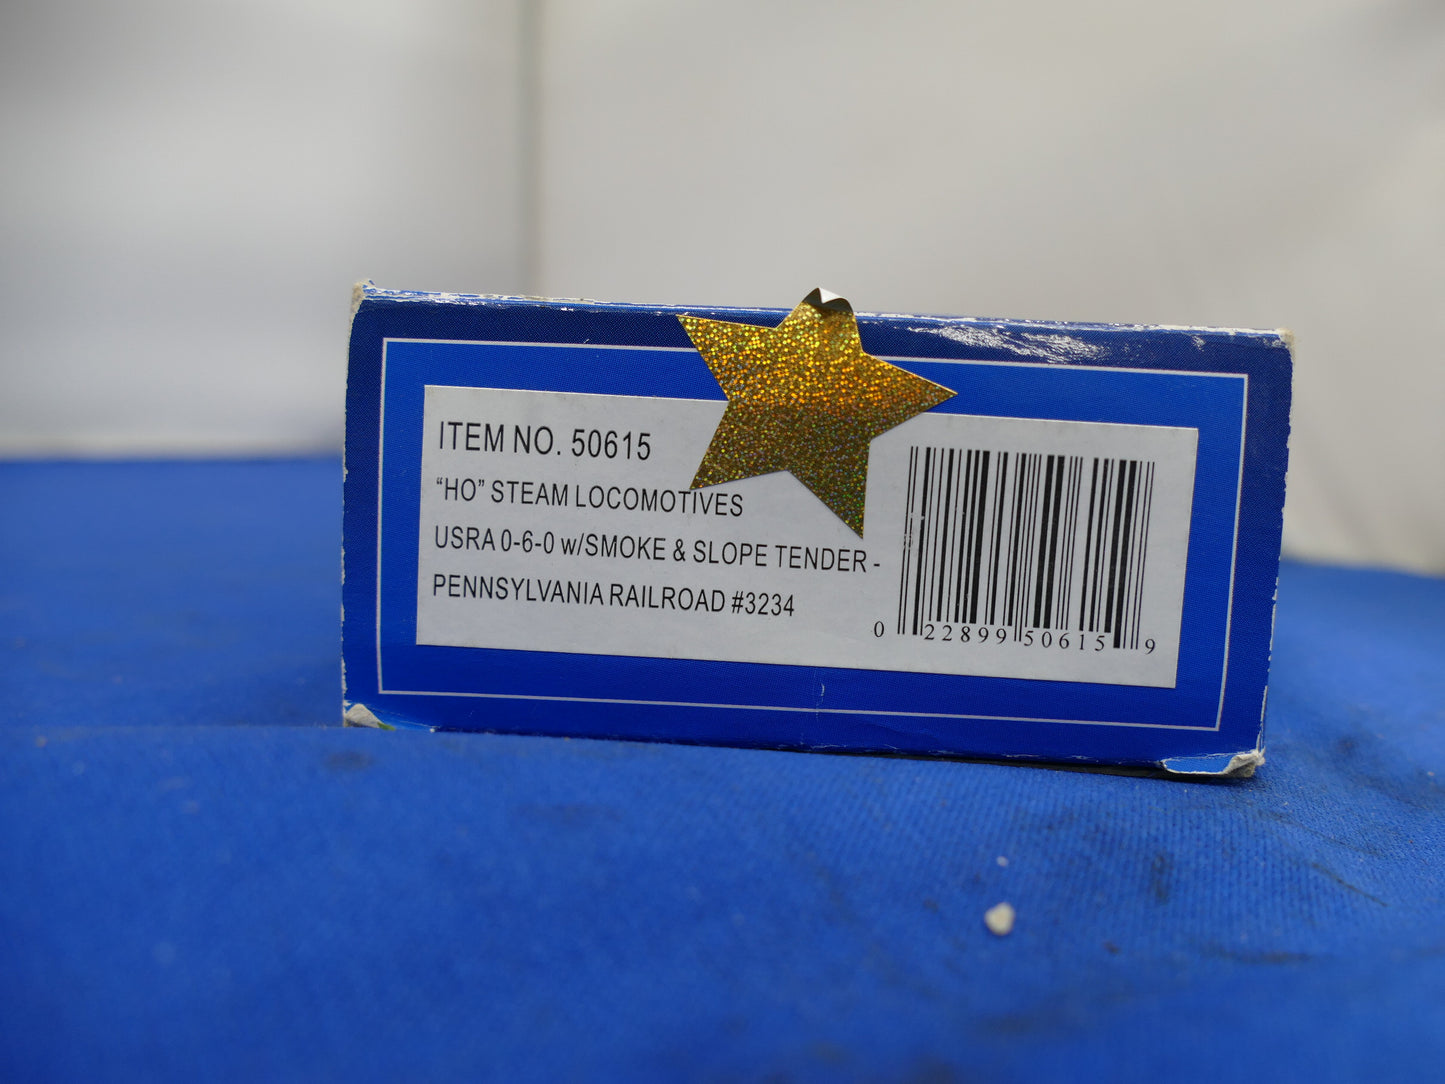 ITEM NO. 50615
“HO” STEAM LOCOMOTIVES
USRA 0-6-0 w/SMOKE & SLOPE TENDER -
PENNSYLVANIA RAILROAD #3234
0 22899 50615 9